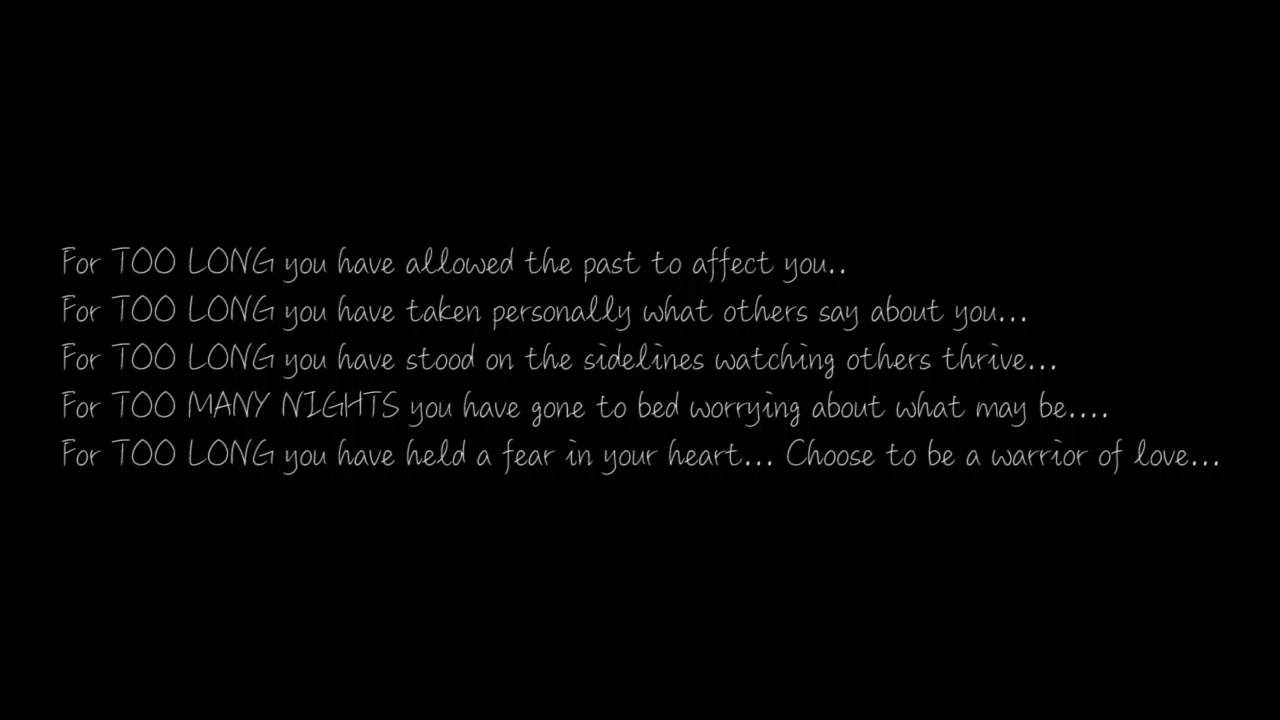 For TOO LONG you have allowed the past to affect you..
For TOO LONG you have taken personally what others say about you...
For TOO LONG you have stood on the sidelines watching others thrive...
For TOO MANY NIGHTS you have gone to bed worrying about what may be....
For TOO LONG you have held a fear in your heart... Choose to be a warrior of love...